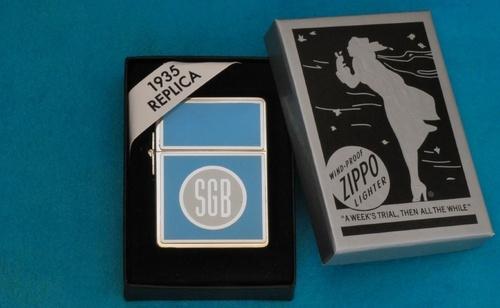 1935
REPLICA
SGB
WIND-PROOF
ZIPPO
LIGHTER
"A WEEK'S TRIAL, THEN ALL THE WHILE"